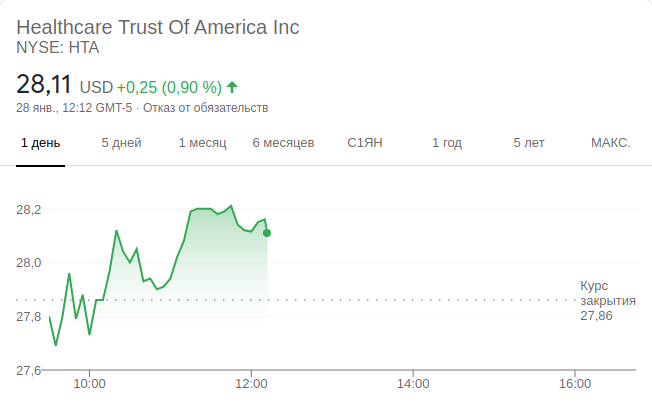 Healthcare Trust Of America Inc
NYSE: HTA
28,11 USD +0,25 (0,90 %)
28 янв., 12:12 GMT-5 · Отказ от обязательств
1 день 5 дней 1 месяц 6 месяцев С1ЯН 1 год 5 лет МАКС.
28,2
28,0
27,8
27,6
Курс
закрытия
27,86
10:00 12:00 14:00 16:00